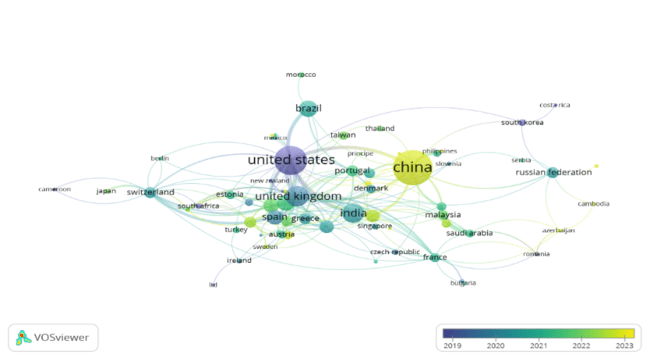 morocco
costa rica
brazil
south korea
thailand
taiwan
mexico
philippines
principe
united states
slovenia
serbia
benin
china
portugal
russian federation
new zealand
denmark
cameroon
japan
switzerland
estonia
united kingdom
cambodia
south africa
india
malaysia
spain
greece
singapore
turkey
austria
saudi arabia
azerbaijan
sweden
czech republic
romania
france
ireland
bulgaria
VOSviewer
2019 2020 2021 2022 2023